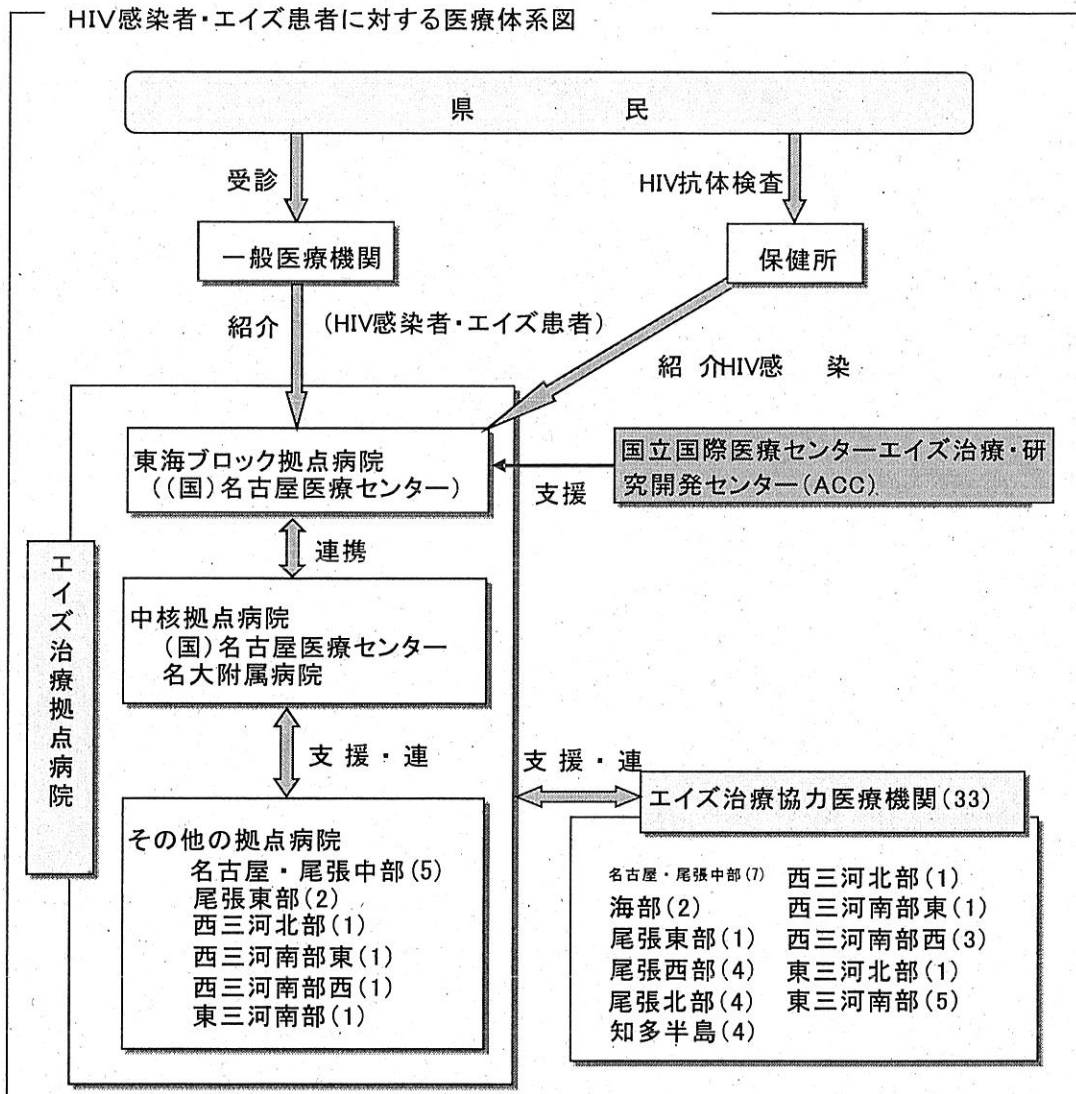 HIV感染者・エイズ患者に対する医療体系図
県　　　　　民
受診
HIV抗体検査
一般医療機関
保健所
紹介
(HIV感染者・エイズ患者)
紹 介HIV感　　染
東海ブロック拠点病院
((国)名古屋医療センター)
国立国際医療センターエイズ治療・研
究開発センター(ACC)
支援
連携
エイズ治療拠点病院
中核拠点病院
(国)名古屋医療センター
名大附属病院
支 援 ・ 連
支 援 ・ 連
エイズ治療協力医療機関(33)
その他の拠点病院
名古屋・尾張中部(5)
尾張東部(2)
西三河北部(1)
西三河南部東(1)
西三河南部西(1)
東三河南部(1)
名古屋・尾張中部(7)
海部(2)
尾張東部(1)
尾張西部(4)
尾張北部(4)
知多半島(4)
西三河北部(1)
西三河南部東(1)
西三河南部西(3)
東三河北部(1)
東三河南部(5)